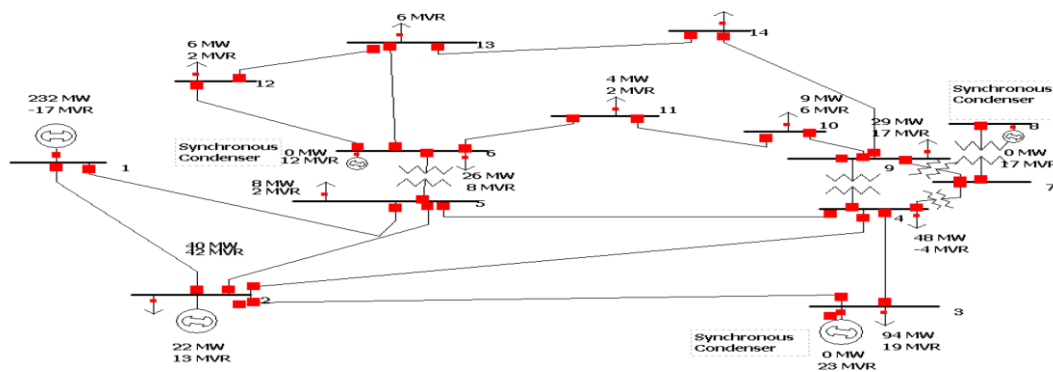 6 MVR
13
14
6 MW
2 MVR
12
4 MW
2 MVR
11
9 MW
6 MVR
10
Synchronous
Condenser
8
232 MW
-17 MVR
1
Synchronous
Condenser
0 MW
12 MVR
6
29 MW
17 MVR
9
0 MW
17 MVR
7
26 MW
8 MVR
8 MW
2 MVR
5
4
48 MW
-4 MVR
42 MVR
2
22 MW
13 MVR
3
Synchronous
Condenser
0 MW
23 MVR
94 MW
19 MVR